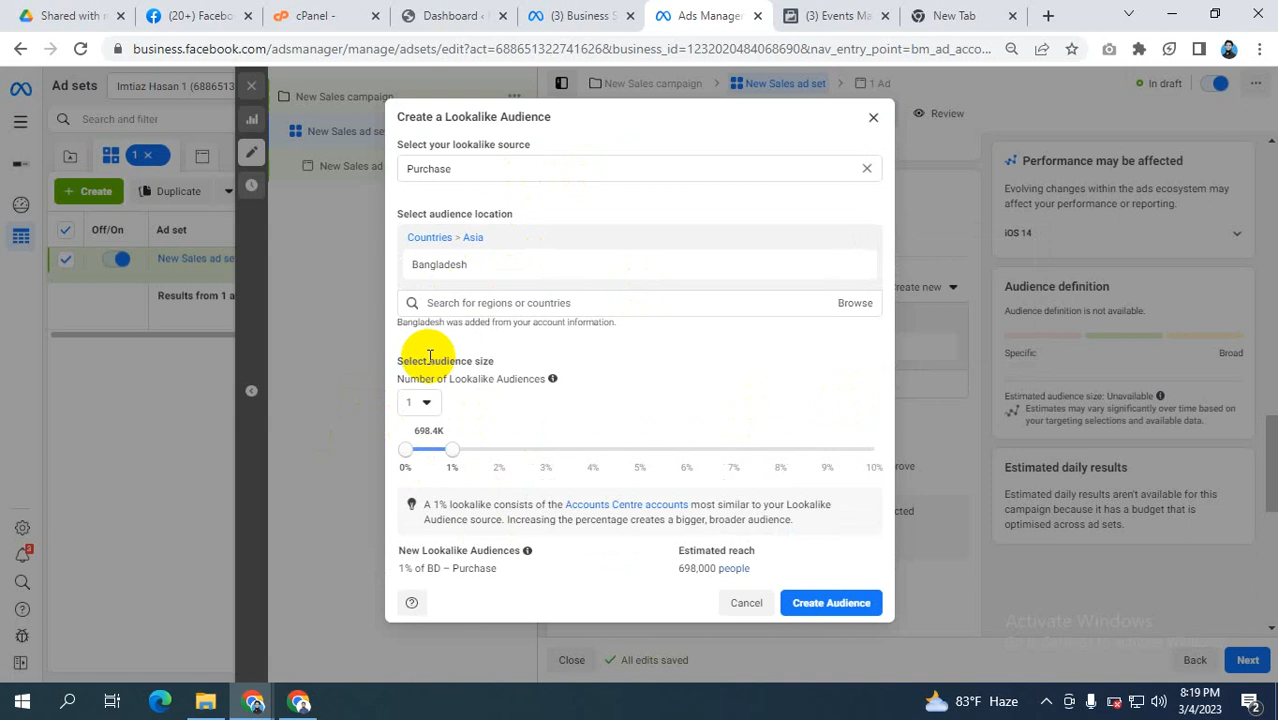 Shared with m
(20+) Facebo
cPanel -
Dashboard ‹
(3) Business S
Ads Manager
(3) Events Ma
New Tab
business.facebook.com/adsmanager/manage/adsets/edit?act=688651322741626&business_id=123202048406869​0&nav_entry_point=bm_ad_acco...
Ad sets
Imtiaz Hasan 1 (68865
New Sales campaign
New Sales campaign
New Sales ad set
1 Ad
In draft
Search and filter
New Sales ad se
New Sales ad
1
Create
Duplicate
Off/On
Ad set
New Sales ad se
Results from 1 a
Create a Lookalike Audience
Select your lookalike source
Purchase
Select audience location
Countries > Asia
Bangladesh
Search for regions or countries
Browse
Bangladesh was added from your account information.
Select audience size
Number of Lookalike Audiences
1
698.4K
0% 1% 2% 3% 4% 5% 6% 7% 8% 9% 10%
A 1% lookalike consists of the Accounts Centre accounts most similar to your Lookalike
Audience source. Increasing the percentage creates a bigger, broader audience.
New Lookalike Audiences
Estimated reach
1% of BD – Purchase
698,000 people
Cancel
Create Audience
Review
Create new
Performance may be affected
Evolving changes within the ads ecosystem may
affect your performance or reporting.
iOS 14
Audience definition
Audience definition is not available.
Specific
Broad
Estimated audience size: Unavailable
Estimates may vary significantly over time based on
your targeting selections and available data.
Estimated daily results
Estimated daily results aren't available for this
campaign because it has a budget that is
optimised across ad sets.
Activate Windows
Close
All edits saved
Back
Next
3
83°F Haze
8:19 PM
3/4/2023
2